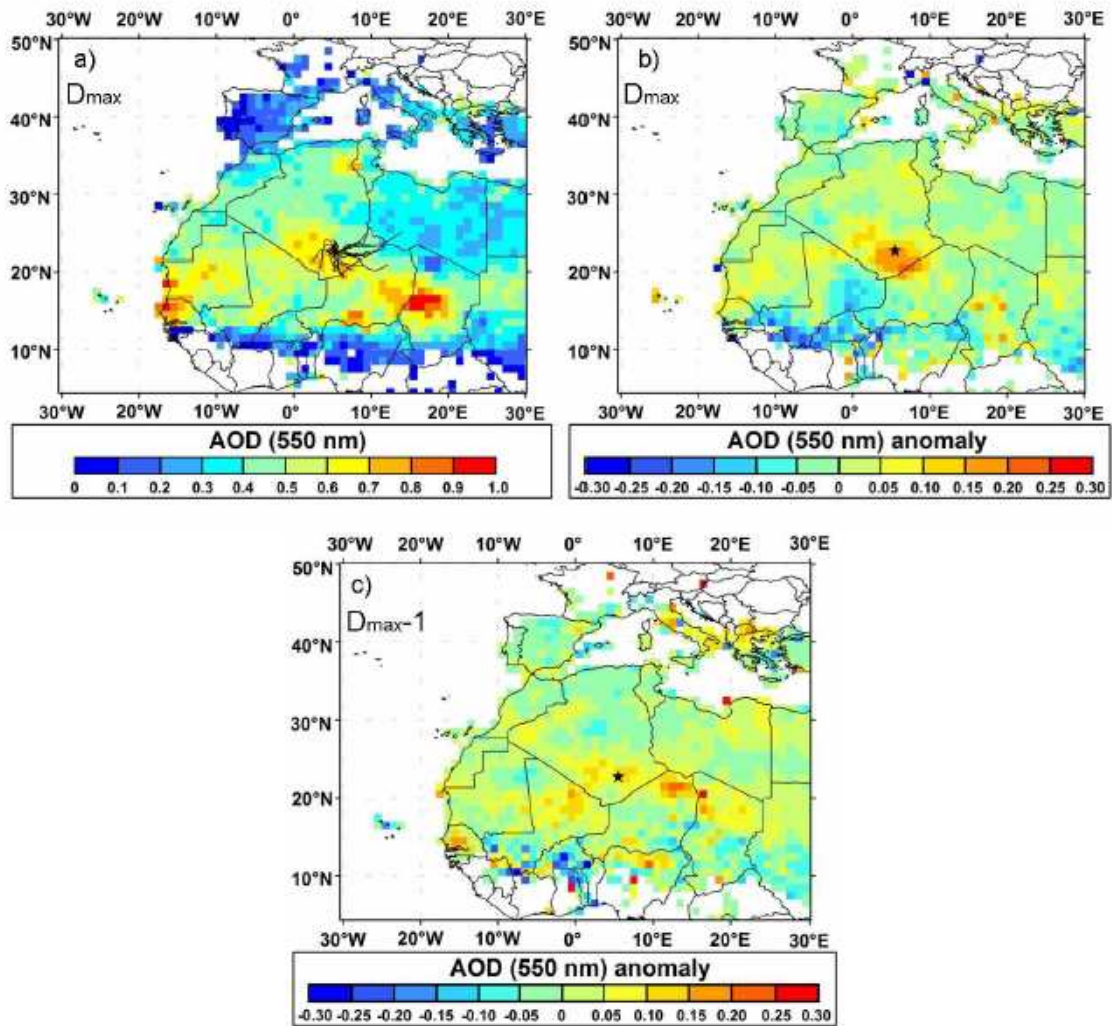 30°W 20°W 10°W 0° 10°E 20°E 30°E 30°W 20°W 10°W 0° 10°E 20°E 30°E
50°N a) 50°N b)
Dmax Dmax
40°N 40°N
30°N 30°N
20°N 20°N
10°N 10°N
30°W 20°W 10°W 0° 10°E 20°E 30°E 30°W 20°W 10°W 0° 10°E 20°E 30°E
AOD (550 nm) AOD (550 nm) anomaly
0 0.1 0.2 0.3 0.4 0.5 0.6 0.7 0.8 0.9 1.0 -0.30 -0.25 -0.20 -0.15 -0.10 -0.05 0 0.05 0.10 0.15 0.20 0.25 0.30
30°W 20°W 10°W 0° 10°E 20°E 30°E
50°N c)
Dmax-1
40°N
30°N
20°N
10°N
30°W 20°W 10°W 0° 10°E 20°E 30°E
AOD (550 nm) anomaly
-0.30 -0.25 -0.20 -0.15 -0.10 -0.05 0 0.05 0.10 0.15 0.20 0.25 0.30